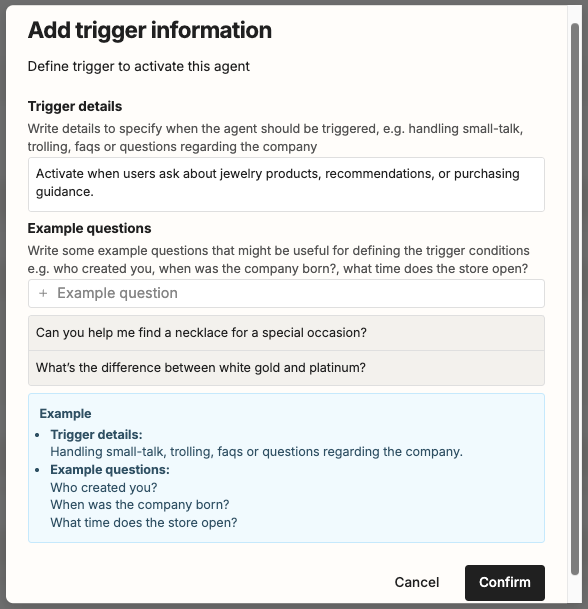 Add trigger information
Define trigger to activate this agent
Trigger details
Write details to specify when the agent should be triggered, e.g. handling small-talk,
trolling, faqs or questions regarding the company
Activate when users ask about jewelry products, recommendations, or purchasing
guidance.
Example questions
Write some example questions that might be useful for defining the trigger conditions
e.g. who created you, when was the company born?, what time does the store open?
+ Example question
Can you help me find a necklace for a special occasion?
What's the difference between white gold and platinum?
Example
• Trigger details:
Handling small-talk, trolling, faqs or questions regarding the company.
• Example questions:
Who created you?
When was the company born?
What time does the store open?
Cancel Confirm